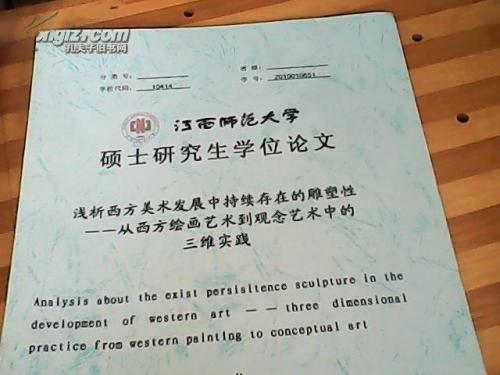 xigzi.com
孔夫子旧书网
分类号:
密级:
学校代码: 10414
学号: 2010010651
江西师范大学
硕士研究生学位论文
浅析西方美术发展中持续存在的雕塑性
——从西方绘画艺术到观念艺术中的
三维实践
Analysis about the exist persisitence sculpture in the
development of western art —— three dimensional
practice from western painting to conceptual art